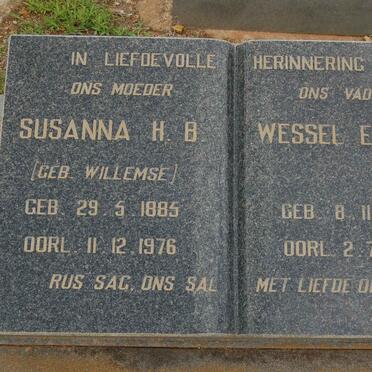 IN LIEFDEVOLLE
ONS MOEDER
SUSANNA H. B.
[GEB. WILLEMSE]
GEB. 29. 5. 1885
OORL. 11. 12. 1976
RUS SAG, ONS SAL
HERINNERING
ONS VAD
WESSEL E
GEB. 8. 11
OORL. 2. 7
MET LIEFDE